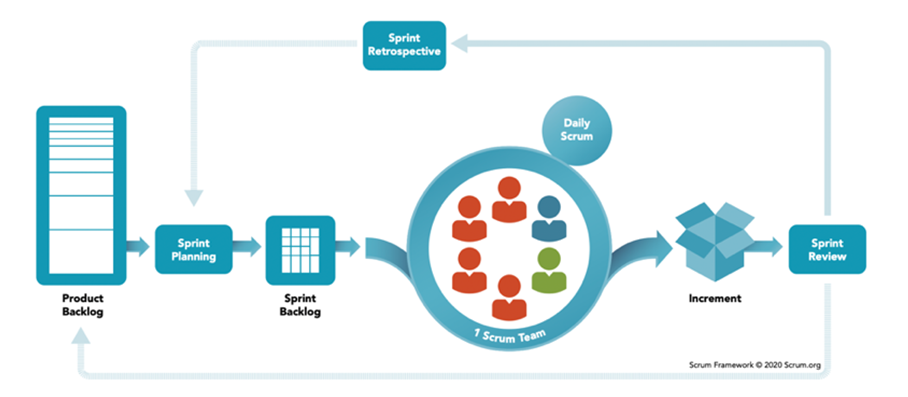 Sprint
Retrospective
Daily
Scrum
Sprint
Planning
Sprint
Review
Product
Backlog
Sprint
Backlog
Increment
1 Scrum Team
Scrum Framework © 2020 Scrum.org